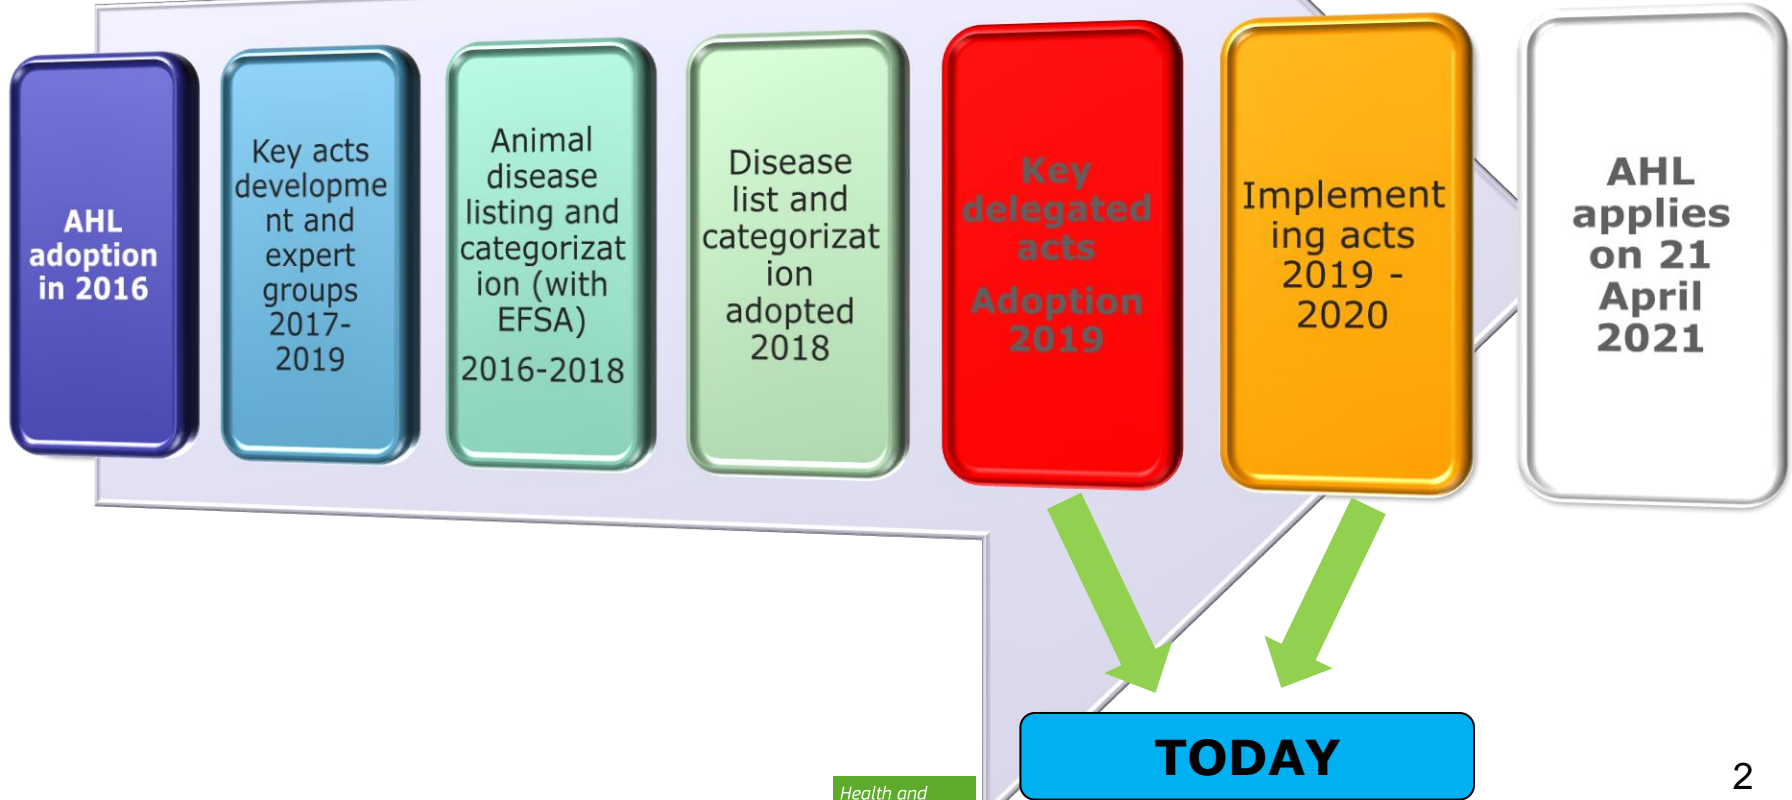 AHL
adoption
in 2016
Key acts
developme
nt and
expert
groups
2017-
2019
Animal
disease
listing and
categorizat
ion (with
EFSA)
2016-2018
Disease
list and
categorizat
ion
adopted
2018
Key
delegated
acts
Adoption
2019
Implement
ing acts
2019 -
2020
AHL
applies
on 21
April
2021
TODAY
Health and
2